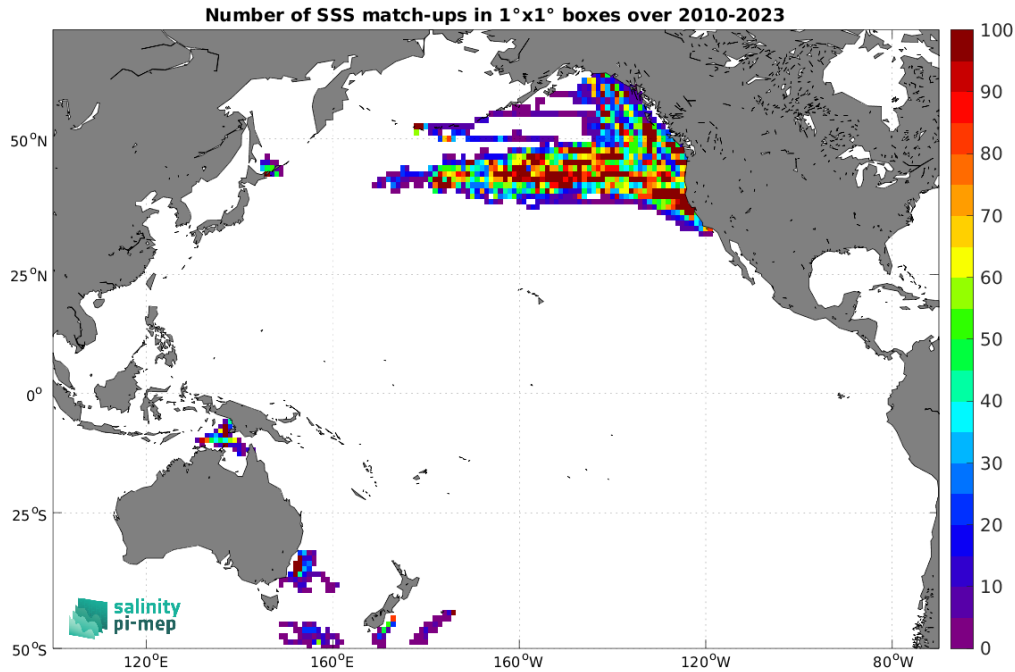 Number of SSS match-ups in 1°x1° boxes over 2010-2023
100
90
80
70
60
50
40
30
20
10
0
50°N
25°N
0°
25°S
50°S
120°E
160°E
160°W
120°W
80°W
salinity
pi-mep